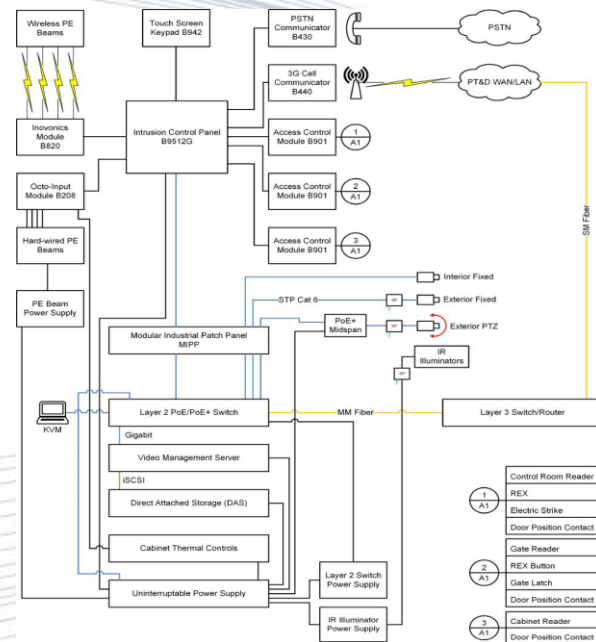 Wireless PE
Beams
Touch Screen
Keypad B942
PSTN
Communicator
B430
PSTN
3G Cell
Communicator
B440
PT&D WAN/LAN
Inovonics
Module
B820
Intrusion Control Panel
B9512G
Access Control
Module B901
1
A1
Octo-Input
Module B208
Access Control
Module B901
2
A1
Hard-wired PE
Beams
Access Control
Module B901
3
A1
SM Fiber
PE Beam
Power Supply
Interior Fixed
STP Cat 6
SP
Exterior Fixed
Modular Industrial Patch Panel
MIPP
PoE+
Midspan
SP
Exterior PTZ
IR
Illuminators
SP
KVM
Layer 2 PoE/PoE+ Switch
MM Fiber
Layer 3 Switch/Router
Gigabit
Video Management Server
iSCSI
Direct Attached Storage (DAS)
Cabinet Thermal Controls
Uninterruptable Power Supply
Layer 2 Switch
Power Supply
IR Illuminator
Power Supply
1
A1
Control Room Reader
REX
Electric Strike
Door Position Contact
2
A1
Gate Reader
REX Button
Gate Latch
Door Position Contact
3
A1
Cabinet Reader
Door Position Contact